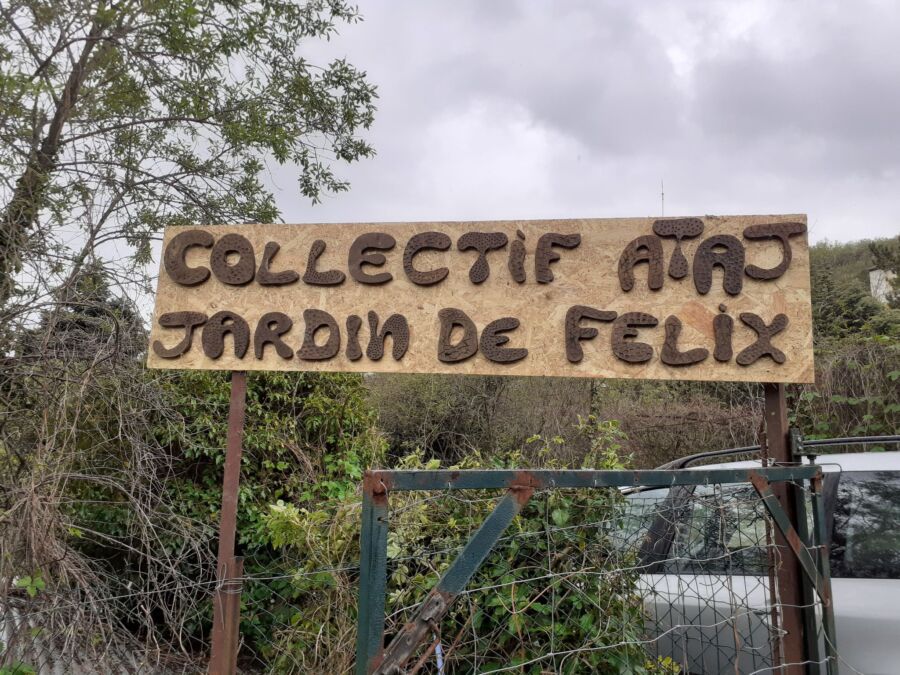 COLLECTIF ATAJ
JARDIN DE FELIX